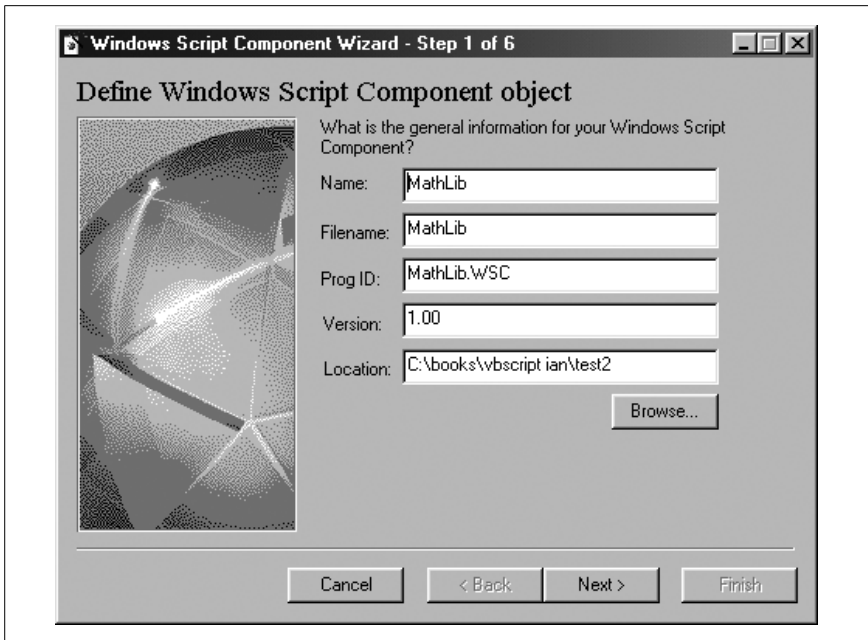 Windows Script Component Wizard - Step 1 of 6
Define Windows Script Component object
What is the general information for your Windows Script
Component?
Name: MathLib
Filename: MathLib
Prog ID: MathLib.WSC
Version: 1.00
Location: C:\books\vbscript ian\test2
Browse...
Cancel < Back Next > Finish